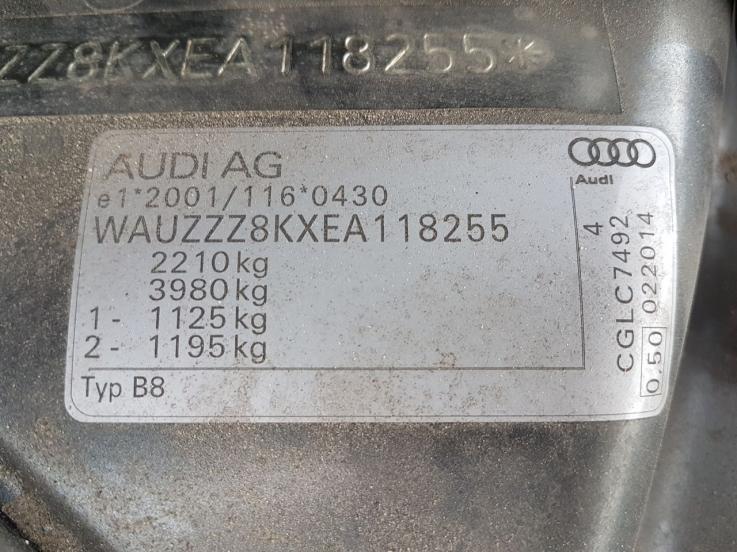 ZZ8KXEA118255*
AUDI AG
Audi
e1*2001/116*0430
WAUZZZ8KXEA118255
2210 kg
3980 kg
1 - 1125 kg
2 - 1195 kg
Typ B8
4
CGLC7492
0.50 022014